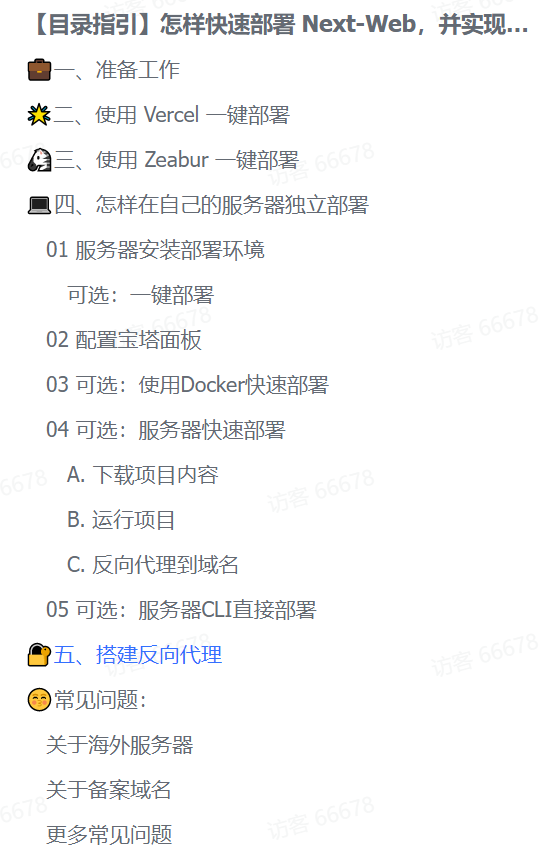 【目录指引】怎样快速部署 Next-Web，并实现...
一、准备工作
二、使用 Vercel 一键部署
三、使用 Zeabur 一键部署
四、怎样在自己的服务器独立部署
01 服务器安装部署环境
可选：一键部署
02 配置宝塔面板
03 可选：使用Docker快速部署
04 可选：服务器快速部署
A. 下载项目内容
B. 运行项目
C. 反向代理到域名
05 可选：服务器CLI直接部署
五、搭建反向代理
常见问题：
关于海外服务器
关于备案域名
更多常见问题
访客 66678